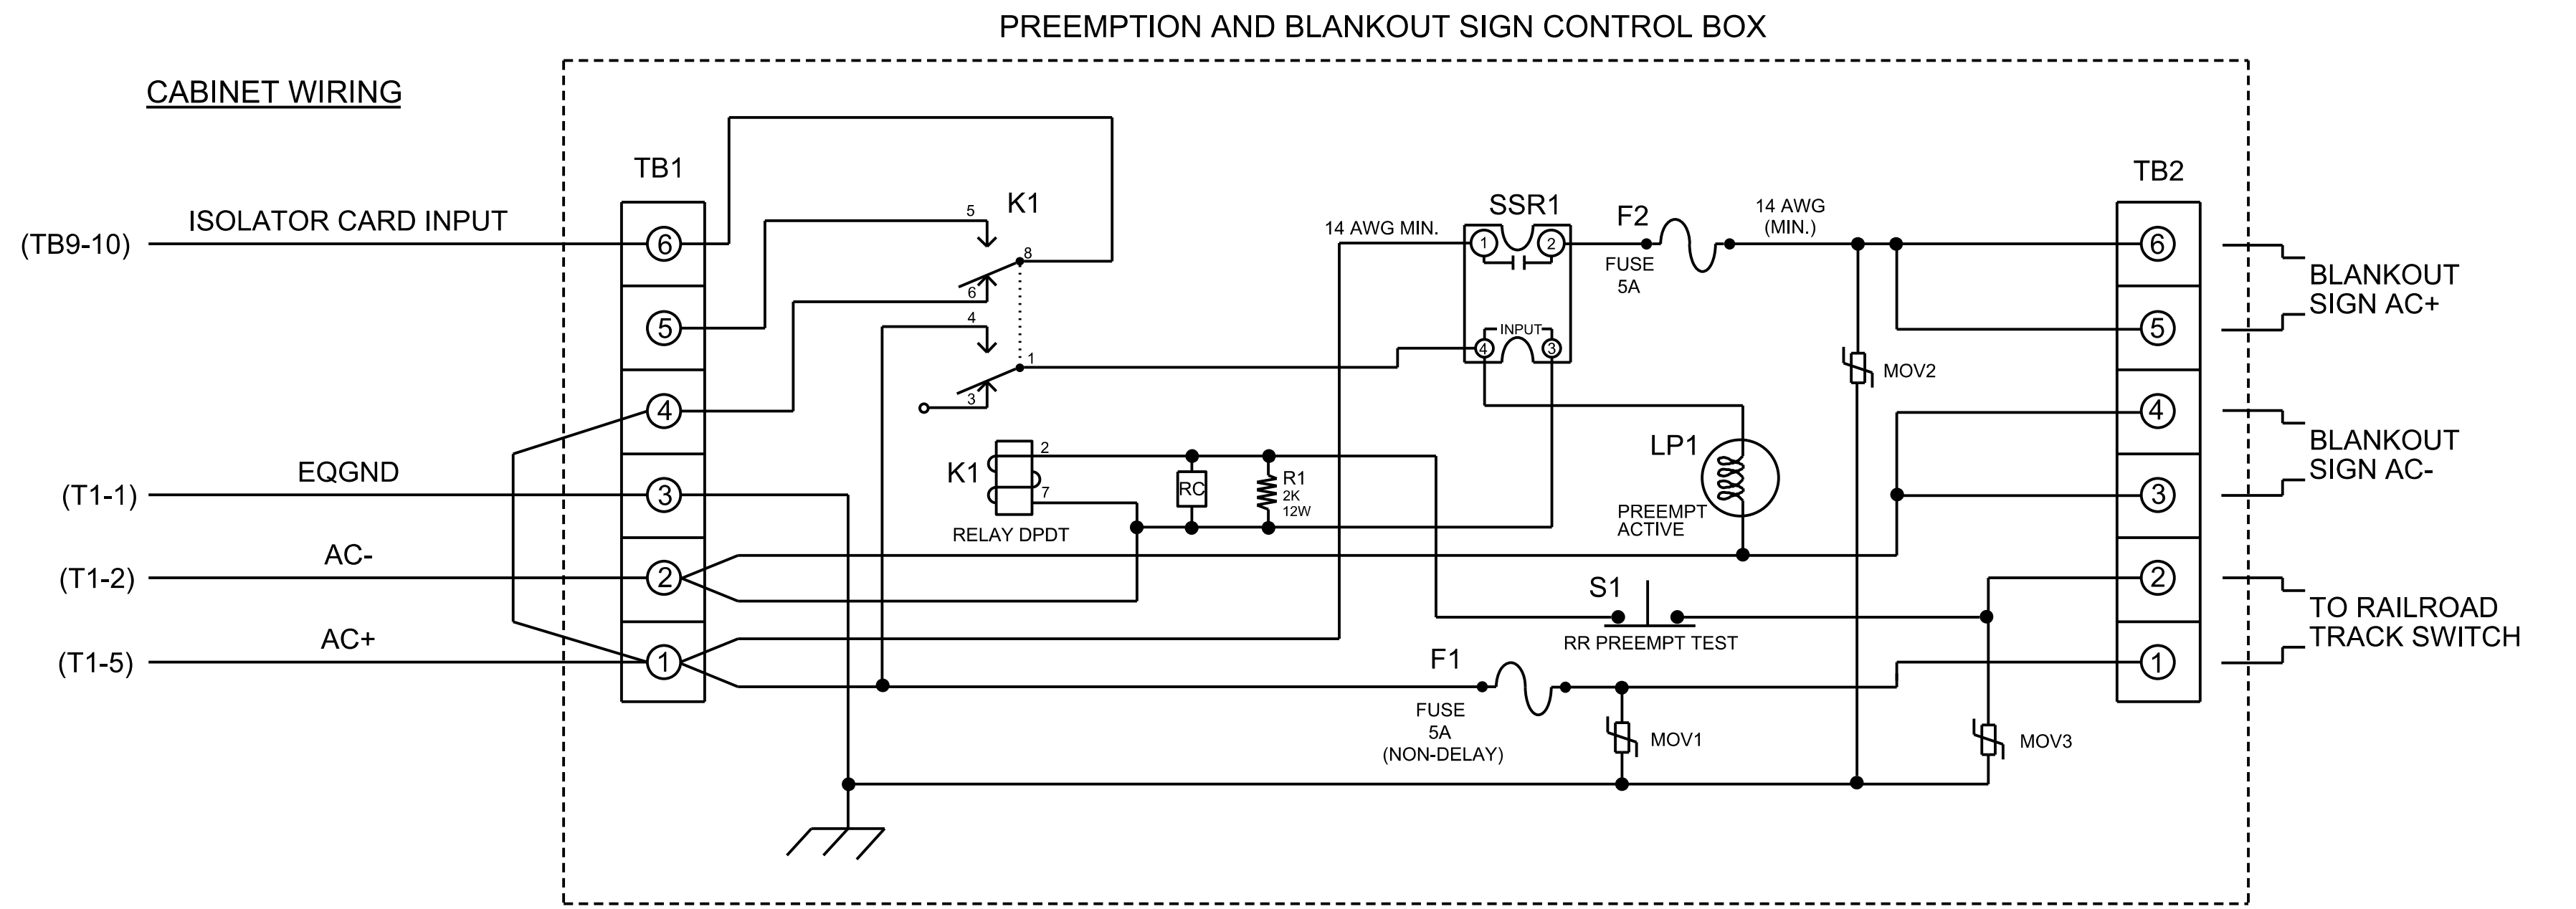 PREEMPTION AND BLANKOUT SIGN CONTROL BOX
CABINET WIRING
TB1
TB2
(TB9-10)
ISOLATOR CARD INPUT
6
5
4
3
2
1
(T1-1)
EQGND
(T1-2)
AC-
(T1-5)
AC+
5
K1
8
6
4
1
3
K1
2
7
RELAY DPDT
RC
R1
2K
12W
14 AWG MIN.
SSR1
1
2
INPUT
4
3
F2
FUSE
5A
14 AWG
(MIN.)
MOV2
LP1
PREEMPT
ACTIVE
S1
RR PREEMPT TEST
F1
FUSE
5A
(NON-DELAY)
MOV1
MOV3
6
5
4
3
2
1
BLANKOUT
SIGN AC+
BLANKOUT
SIGN AC-
TO RAILROAD
TRACK SWITCH